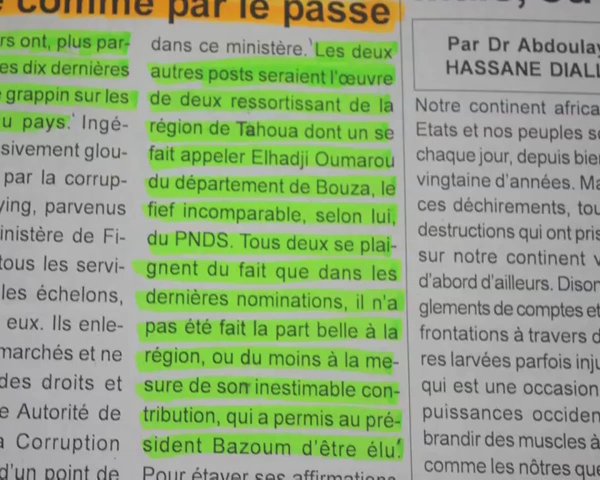 comme par le passé
rs ont, plus par-
es dix dernières
grappin sur les
u pays. Ingé-
sivement glou-
par la corrup-
ying, parvenus
inistère de Fi-
tous les servi-
les échelons,
eux. Ils enle-
marchés et ne
des droits et
e Autorité de
a Corruption
d'un point de
dans ce ministère. Les deux
autres posts seraient l'œuvre
de deux ressortissant de la
région de Tahoua dont un se
fait appeler Elhadji Oumarou
du département de Bouza, le
fief incomparable, selon lui,
du PNDS. Tous deux se plai-
gnent du fait que dans les
dernières nominations, il n'a
pas été fait la part belle à la
région, ou du moins à la me-
sure de son inestimable con-
tribution, qui a permis au pré-
sident Bazoum d'être élu.
Pour étayer ses affirmations
Par Dr Abdoulay
HASSANE DIALL
Notre continent africa
Etats et nos peuples so
chaque jour, depuis bien
vingtaine d'années. Ma
ces déchirements, tou
destructions qui ont pris
sur notre continent v
d'abord d'ailleurs. Dison
glements de comptes et
frontations à travers d
res larvées parfois inju
qui est une occasion
puissances occiden
brandir des muscles à
comme les nôtres que